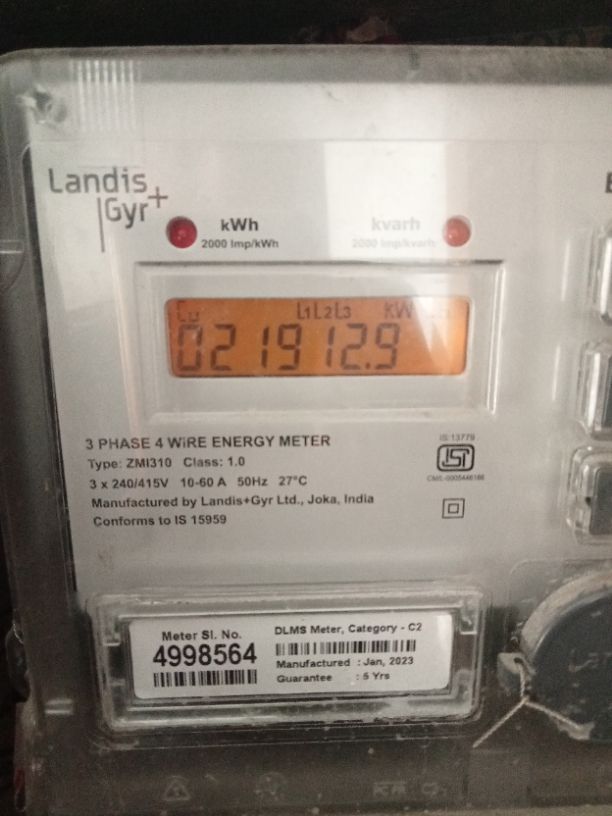 Landis
Gyr+
kWh
2000 Imp/kWh
kvarh
2000 Imp/kvarh
Cu L1L2L3 kW
021912.9
3 PHASE 4 WiRE ENERGY METER
Type: ZMI310 Class: 1.0
3 x 240/415V 10-60 A 50Hz 27°C
Manufactured by Landis+Gyr Ltd., Joka, India
Conforms to IS 15959
IS:13779
ISI
Meter Sl. No.
4998564
DLMS Meter, Category - C2
Manufactured : Jan, 2023
Guarantee : 5 Yrs